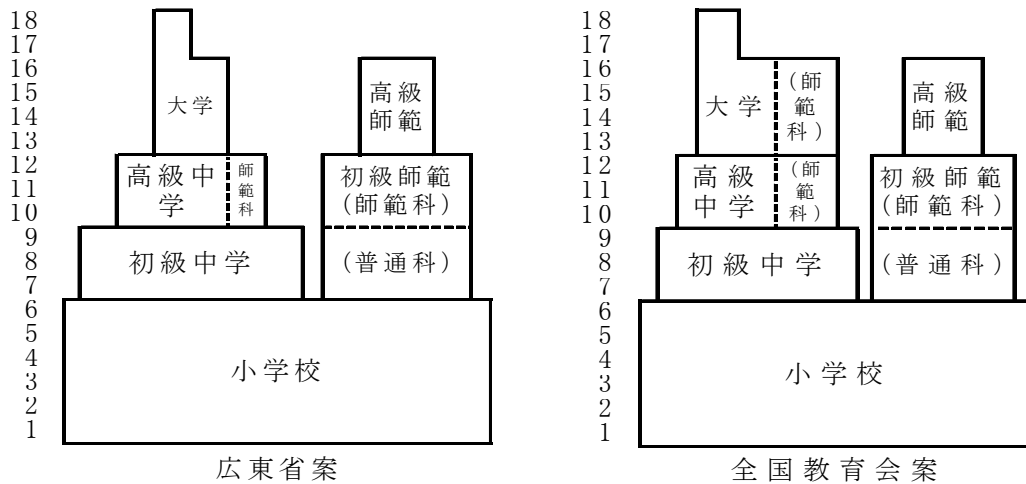 18
17
16
15
14
13
12
11
10
9
8
7
6
5
4
3
2
1
大学
高級
師範
高級中
学
師
範
科
初級師範
(師範科)
初級中学
(普通科)
小学校
広東省案
18
17
16
15
14
13
12
11
10
9
8
7
6
5
4
3
2
1
大学
(師
範
科)
高級
師範
高級
中学
(師
範
科)
初級師範
(師範科)
初級中学
(普通科)
小学校
全国教育会案